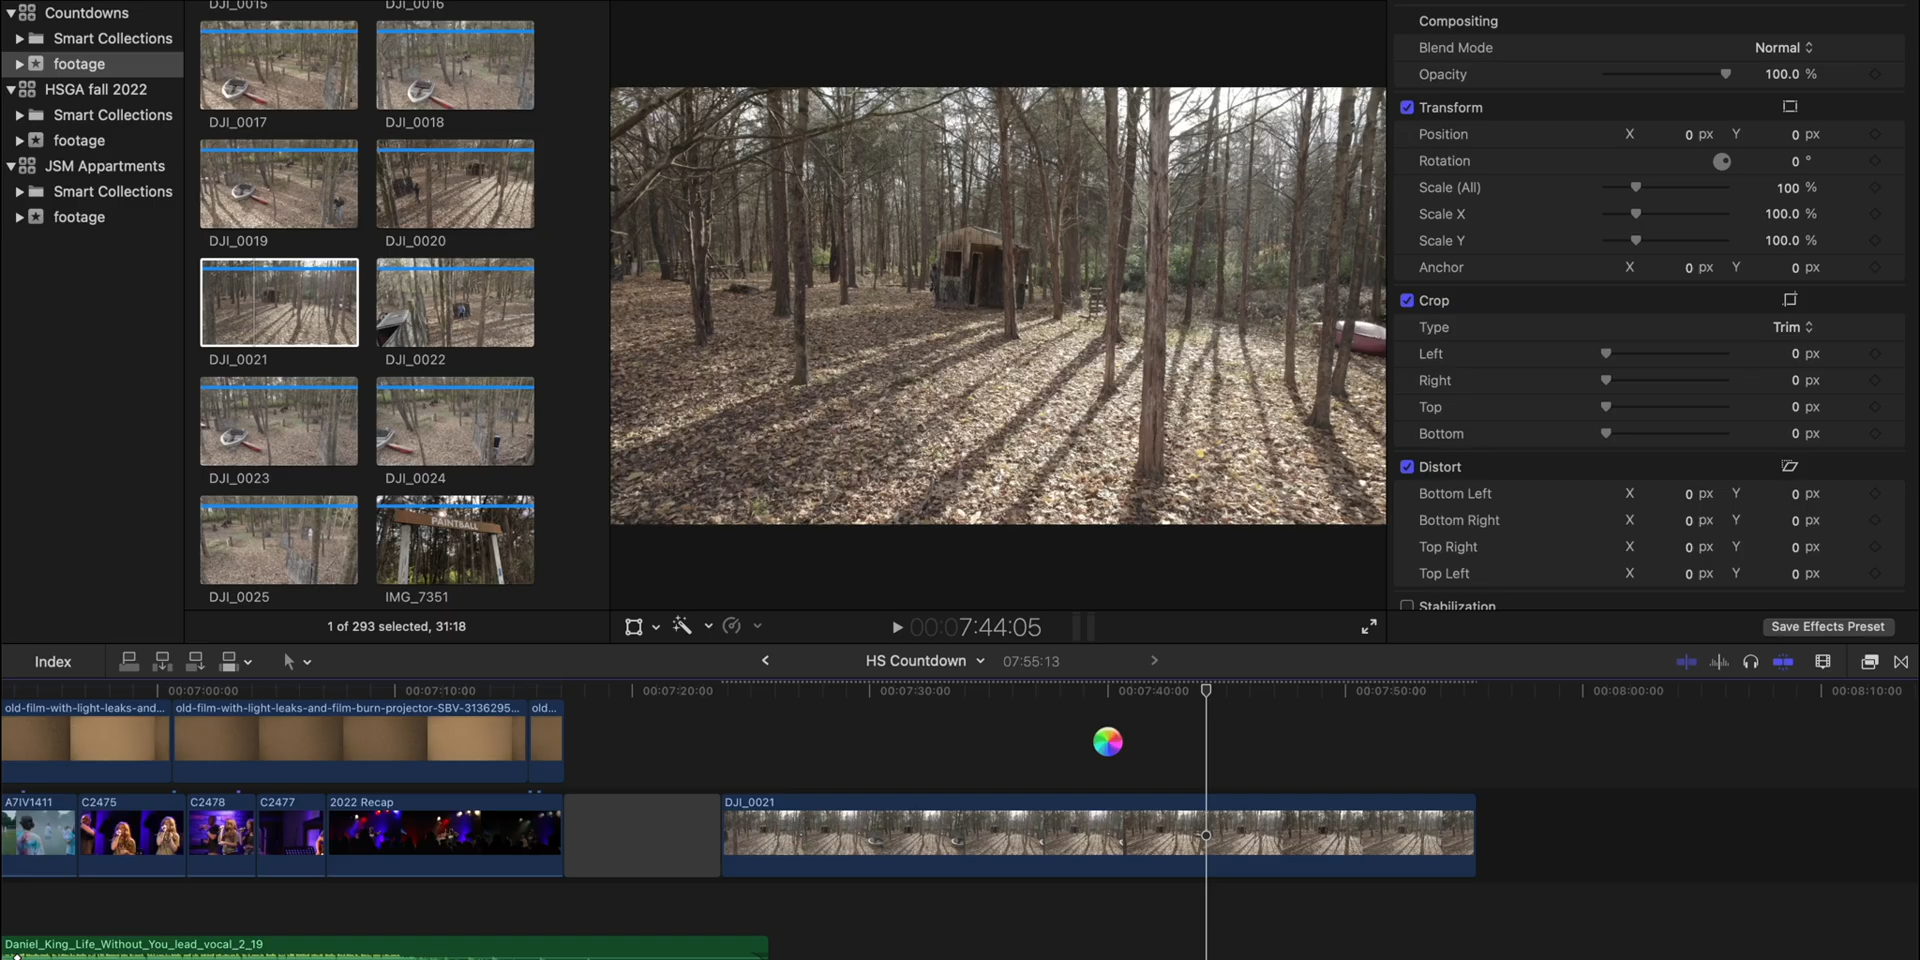 Countdowns
Smart Collections
footage
HSGA fall 2022
Smart Collections
footage
JSM Appartments
Smart Collections
footage
DJI_0015
DJI_0016
DJI_0017
DJI_0018
DJI_0019
DJI_0020
DJI_0021
DJI_0022
DJI_0023
DJI_0024
PAINTBALL
DJI_0025
IMG_7351
1 of 293 selected, 31:18
00:07:44:05
Compositing
Blend Mode Normal
Opacity 100.0 %
Transform
Position X 0 px Y 0 px
Rotation 0 °
Scale (All) 100 %
Scale X 100.0 %
Scale Y 100.0 %
Anchor X 0 px Y 0 px
Crop
Type Trim
Left 0 px
Right 0 px
Top 0 px
Bottom 0 px
Distort
Bottom Left X 0 px Y 0 px
Bottom Right X 0 px Y 0 px
Top Right X 0 px Y 0 px
Top Left X 0 px Y 0 px
Stabilization
Save Effects Preset
Index
HS Countdown 07:55:13
00:07:00:00 00:07:10:00 00:07:20:00 00:07:30:00 00:07:40:00 00:07:50:00 00:08:00:00 00:08:10:00
old-film-with-light-leaks-and... old-film-with-light-leaks-and-film-burn-projector-SBV-3136295... old...
A7IV1411 C2475 C2478 C2477 2022 Recap DJI_0021
Daniel_King_Life_Without_You_lead_vocal_2_19